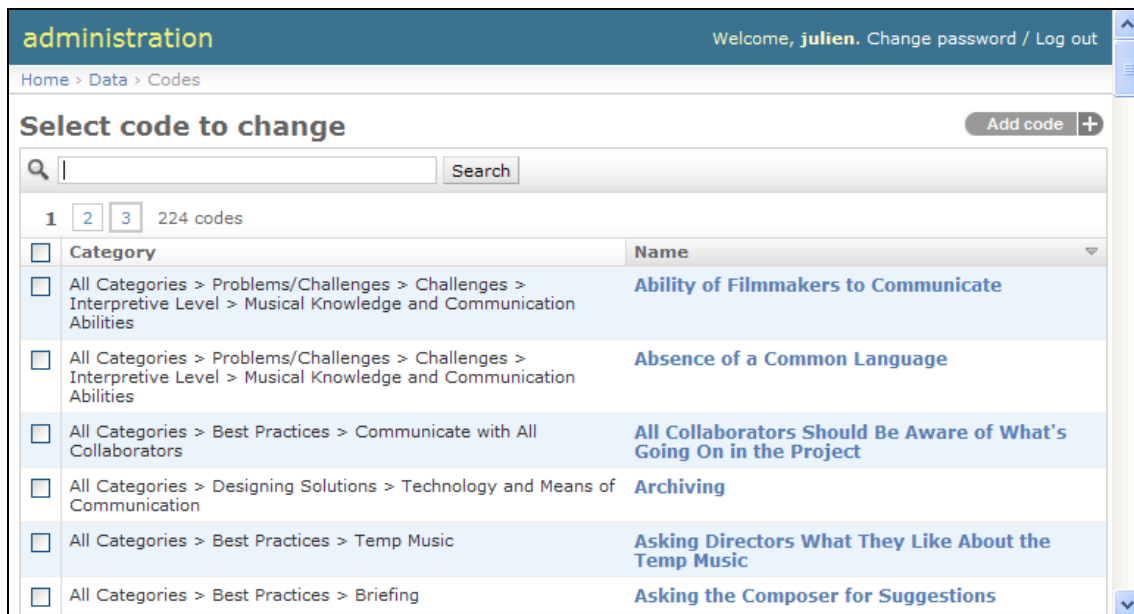 administration
Welcome, julien. Change password / Log out
Home > Data > Codes
Select code to change
Add code
Search
1 2 3 224 codes
Category Name
All Categories > Problems/Challenges > Challenges >
Interpretive Level > Musical Knowledge and Communication
Abilities
Ability of Filmmakers to Communicate
All Categories > Problems/Challenges > Challenges >
Interpretive Level > Musical Knowledge and Communication
Abilities
Absence of a Common Language
All Categories > Best Practices > Communicate with All
Collaborators
All Collaborators Should Be Aware of What's
Going On in the Project
All Categories > Designing Solutions > Technology and Means of
Communication
Archiving
All Categories > Best Practices > Temp Music
Asking Directors What They Like About the
Temp Music
All Categories > Best Practices > Briefing
Asking the Composer for Suggestions